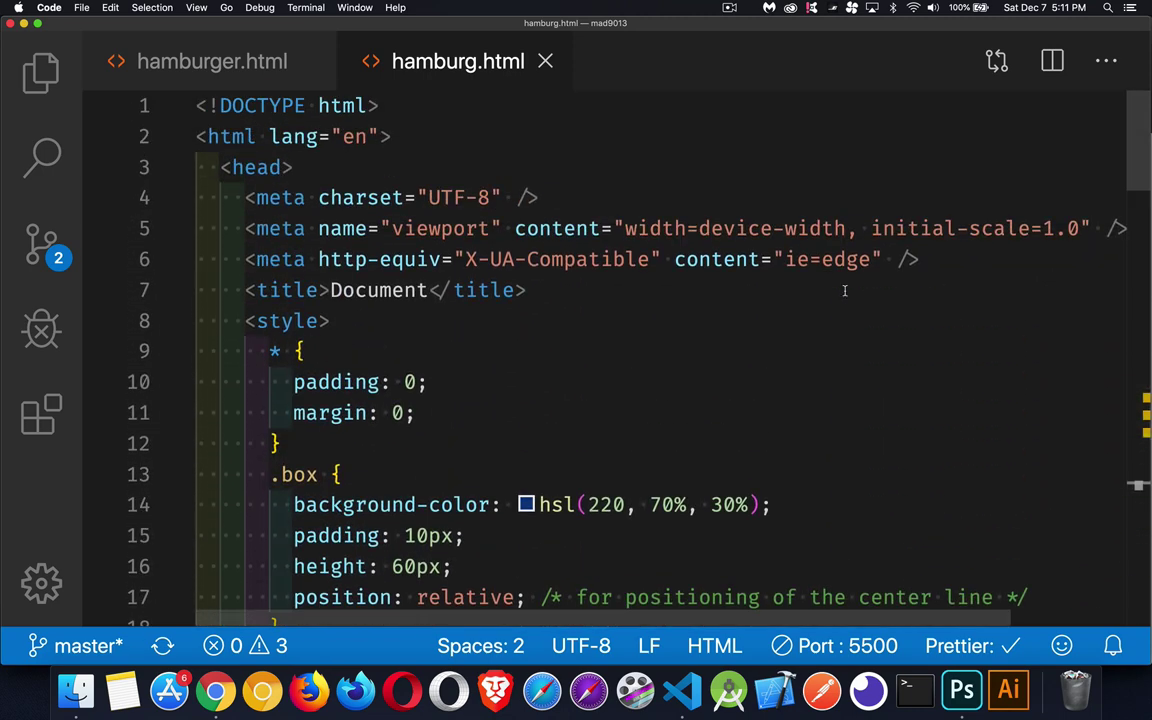 Code File Edit Selection View Go Debug Terminal Window Help 100% Sat Dec 7 5:11 PM
hamburg.html — mad9013
hamburger.html hamburg.html
1 <!DOCTYPE html>
2 <html lang="en">
3 <head>
4 <meta charset="UTF-8" />
5 <meta name="viewport" content="width=device-width, initial-scale=1.0" />
6 <meta http-equiv="X-UA-Compatible" content="ie=edge" />
7 <title>Document</title>
8 <style>
9 * {
10 padding: 0;
11 margin: 0;
12 }
13 .box {
14 background-color: hsl(220, 70%, 30%);
15 padding: 10px;
16 height: 60px;
17 position: relative; /* for positioning of the center line */
18 }
2
master* 0 3 Spaces: 2 UTF-8 LF HTML Port : 5500 Prettier: ✓
6 >_ Ps Ai